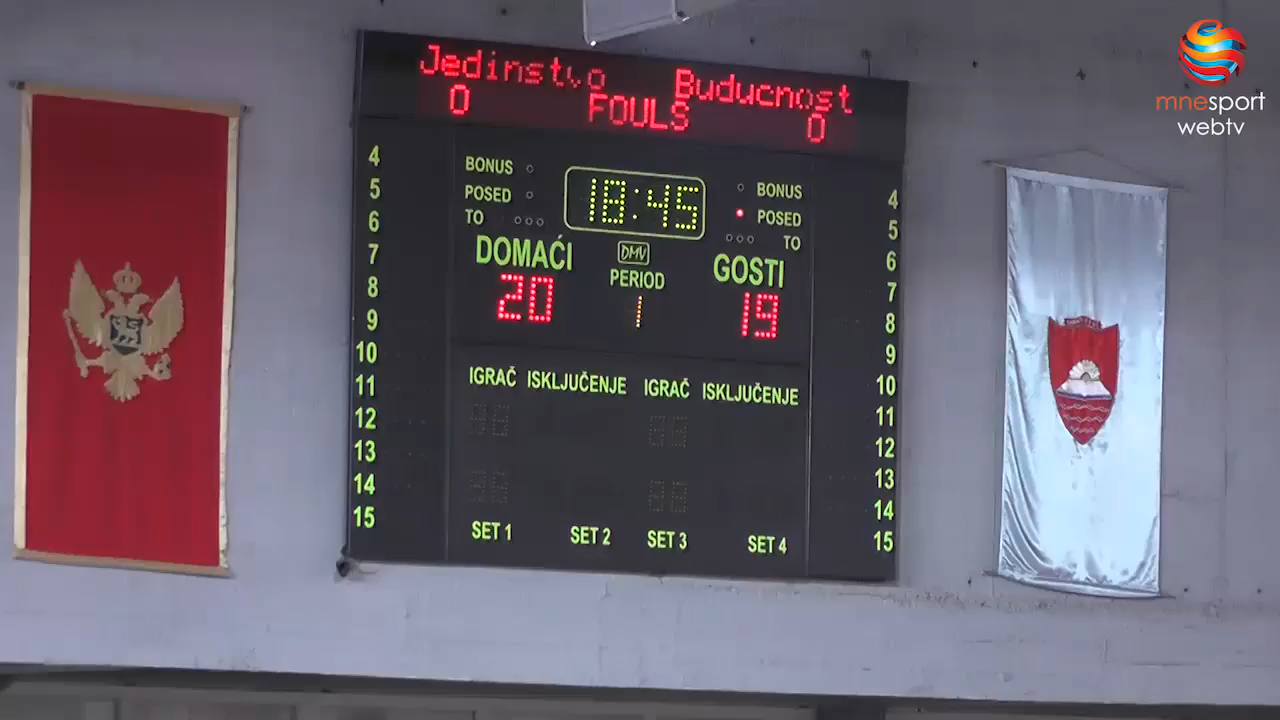 Jedinstvo Buducnost
0 FOULS 0
mnesport
webtv
BONUS 18:45 BONUS
POSED POSED
TO TO
DOMAĆI DMV GOSTI
PERIOD
20 1 19
IGRAČ ISKLJUČENJE IGRAČ ISKLJUČENJE
SET 1 SET 2 SET 3 SET 4
4
5
6
7
8
9
10
11
12
13
14
15
4
5
6
7
8
9
10
11
12
13
14
15